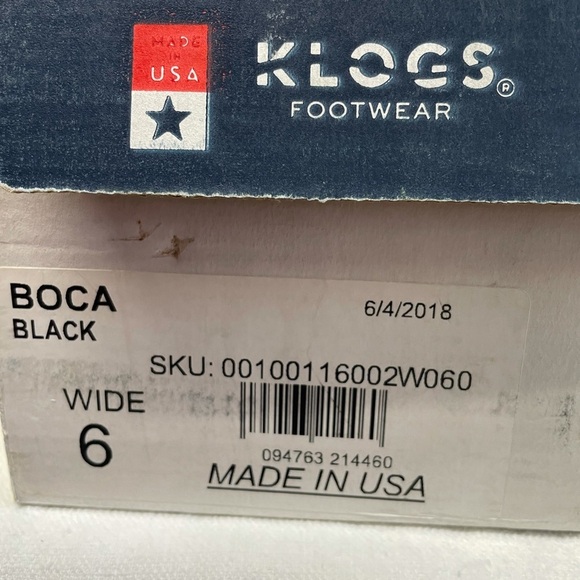 MADE
IN
USA
KLOGS®
FOOTWEAR
BOCA
BLACK
6/4/2018
SKU: 00100116002W060
WIDE
6
094763 214460
MADE IN USA